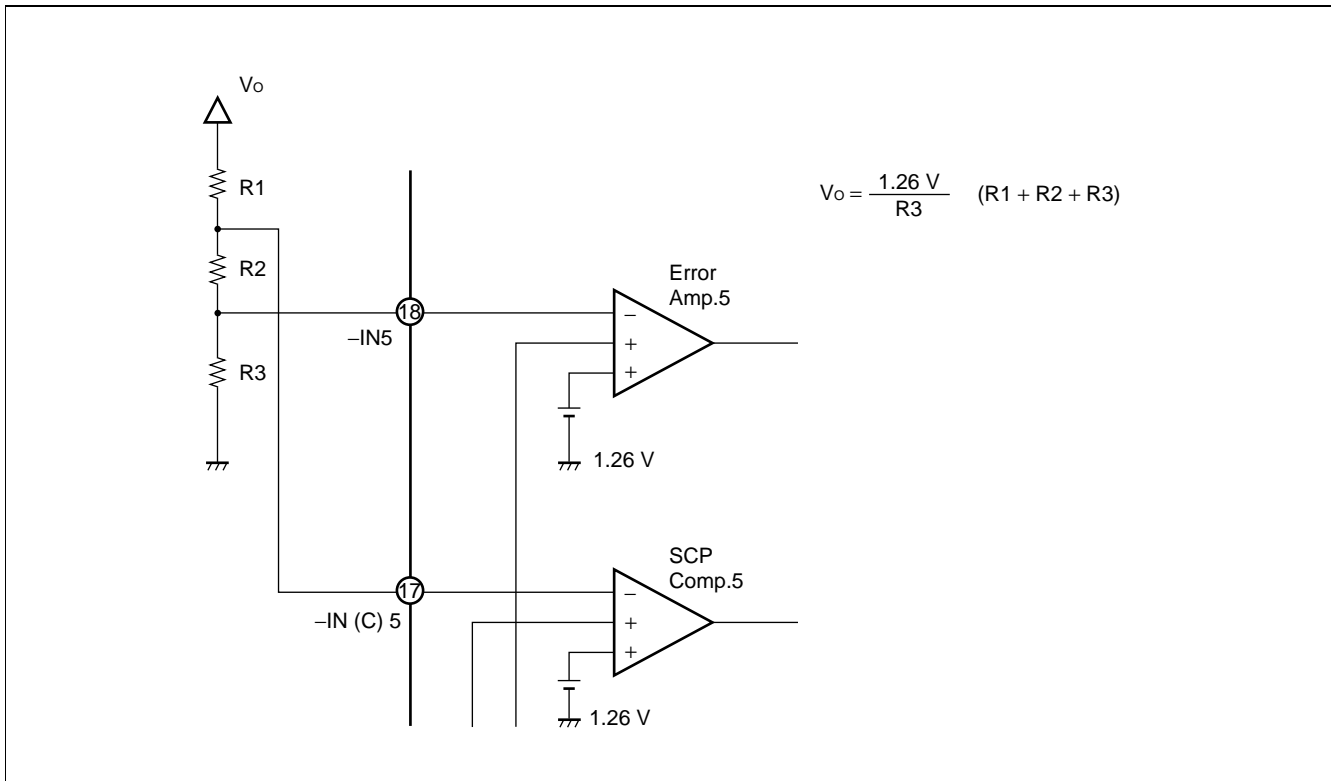 Vo
R1
R2
R3
18
−IN5
Error
Amp.5
−
+
+
1.26 V
17
−IN (C) 5
SCP
Comp.5
−
+
+
1.26 V
Vo = 1.26 V / R3 (R1 + R2 + R3)